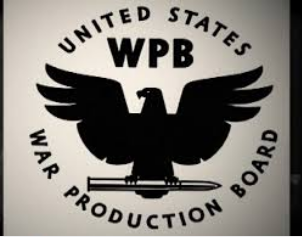 UNITED STATES
WPB
WAR PRODUCTION BOARD